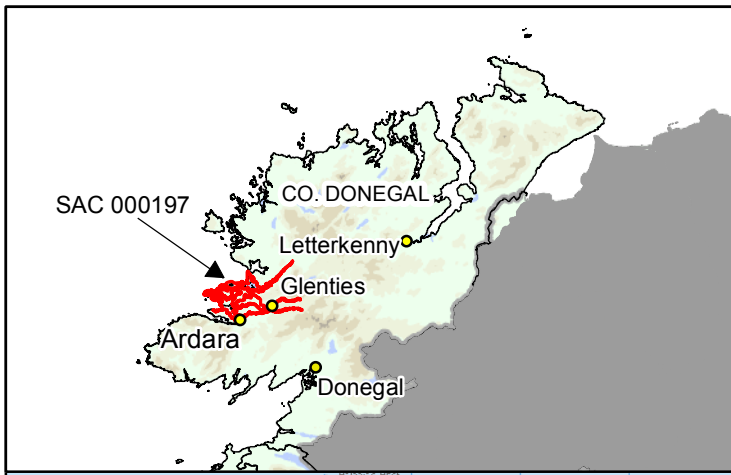 CO. DONEGAL
SAC 000197
Letterkenny
Glenties
Ardara
Donegal